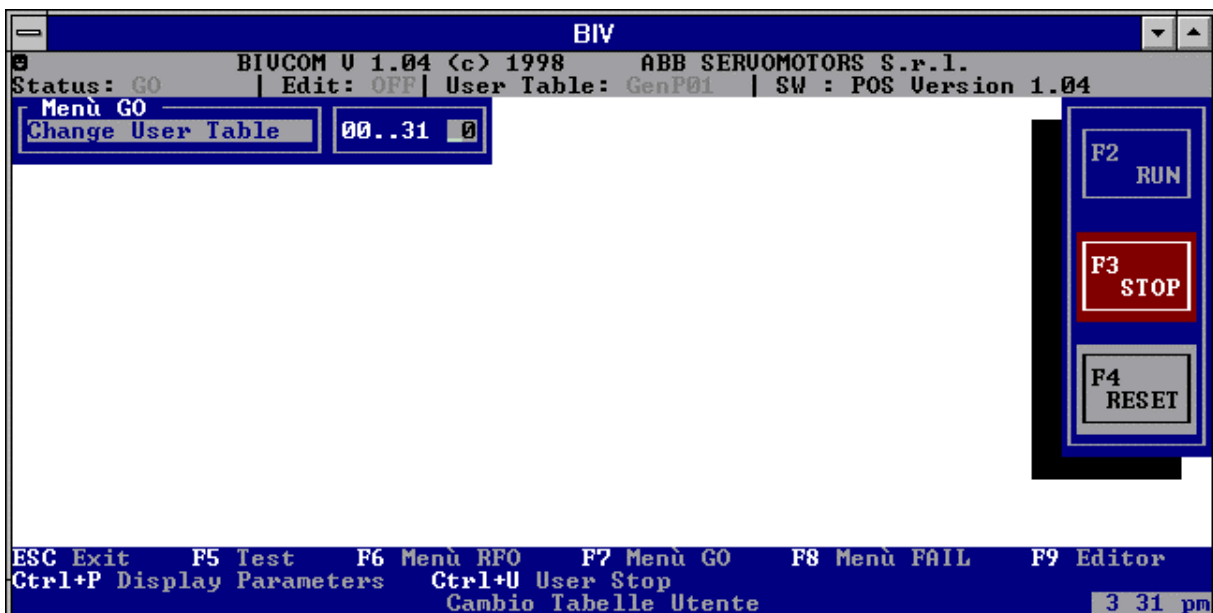 BIV
BIVCOM V 1.04 (c) 1998 ABB SERVOMOTORS S.r.l.
Status: GO | Edit: OFF| User Table: GenP01 | SW : POS Version 1.04
Menù GO
Change User Table
00..31 0
F2
RUN
F3
STOP
F4
RESET
ESC Exit F5 Test F6 Menù RFO F7 Menù GO F8 Menù FAIL F9 Editor
Ctrl+P Display Parameters Ctrl+U User Stop
Cambio Tabelle Utente 3 31 pm